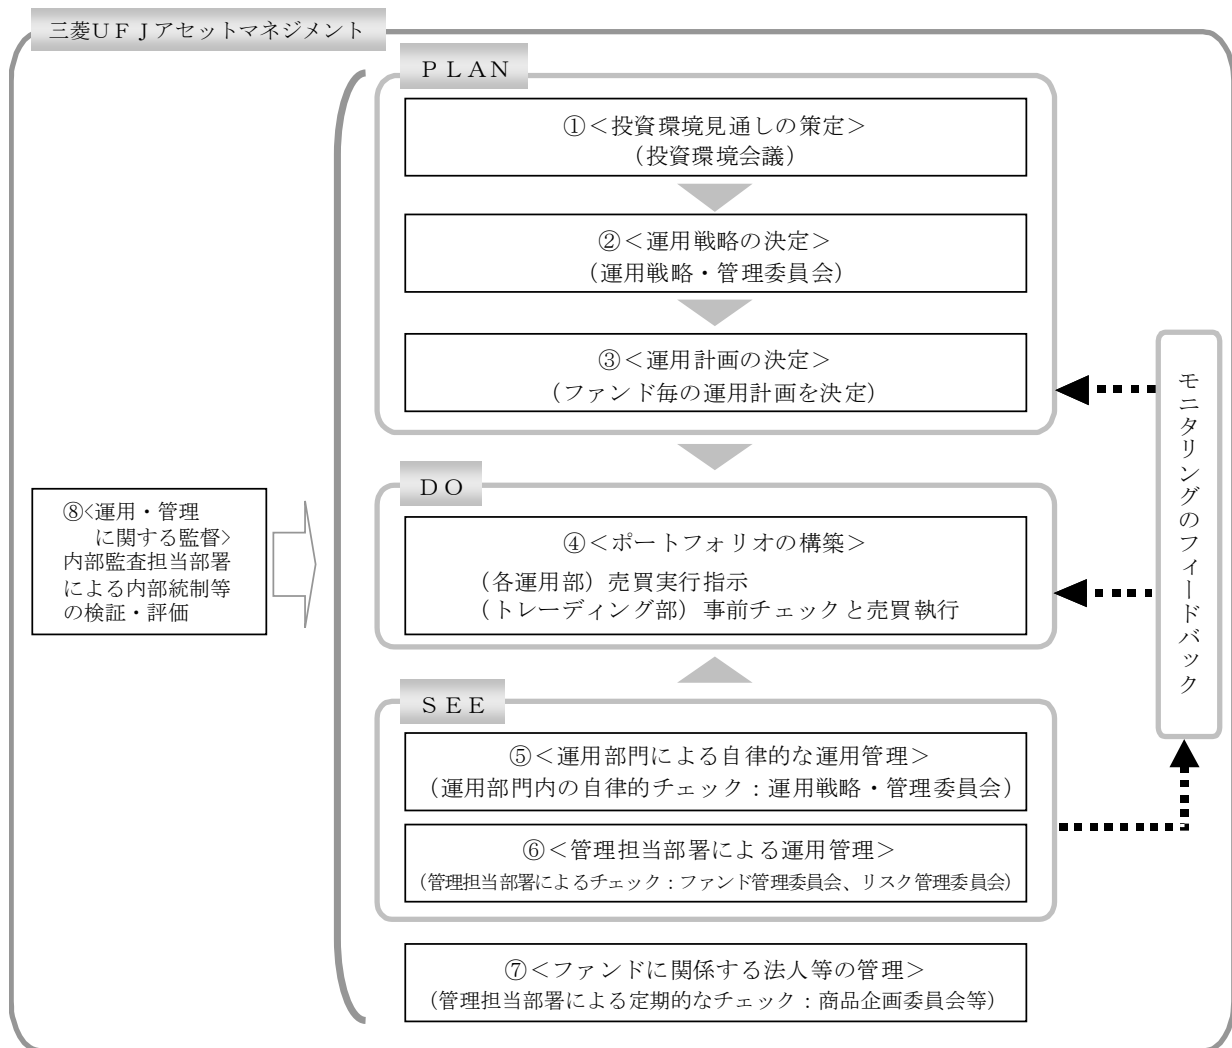 三菱ＵＦＪアセットマネジメント
ＰＬＡＮ
①＜投資環境見通しの策定＞
（投資環境会議）
②＜運用戦略の決定＞
（運用戦略・管理委員会）
③＜運用計画の決定＞
（ファンド毎の運用計画を決定）
ＤＯ
④＜ポートフォリオの構築＞
（各運用部）売買実行指示
（トレーディング部）事前チェックと売買執行
ＳＥＥ
⑤＜運用部門による自律的な運用管理＞
（運用部門内の自律的チェック：運用戦略・管理委員会）
⑥＜管理担当部署による運用管理＞
（管理担当部署によるチェック：ファンド管理委員会、リスク管理委員会）
⑦＜ファンドに関係する法人等の管理＞
（管理担当部署による定期的なチェック：商品企画委員会等）
⑧<運用・管理
に関する監督>
内部監査担当部署
による内部統制等
の検証・評価
モニタリングのフィードバック